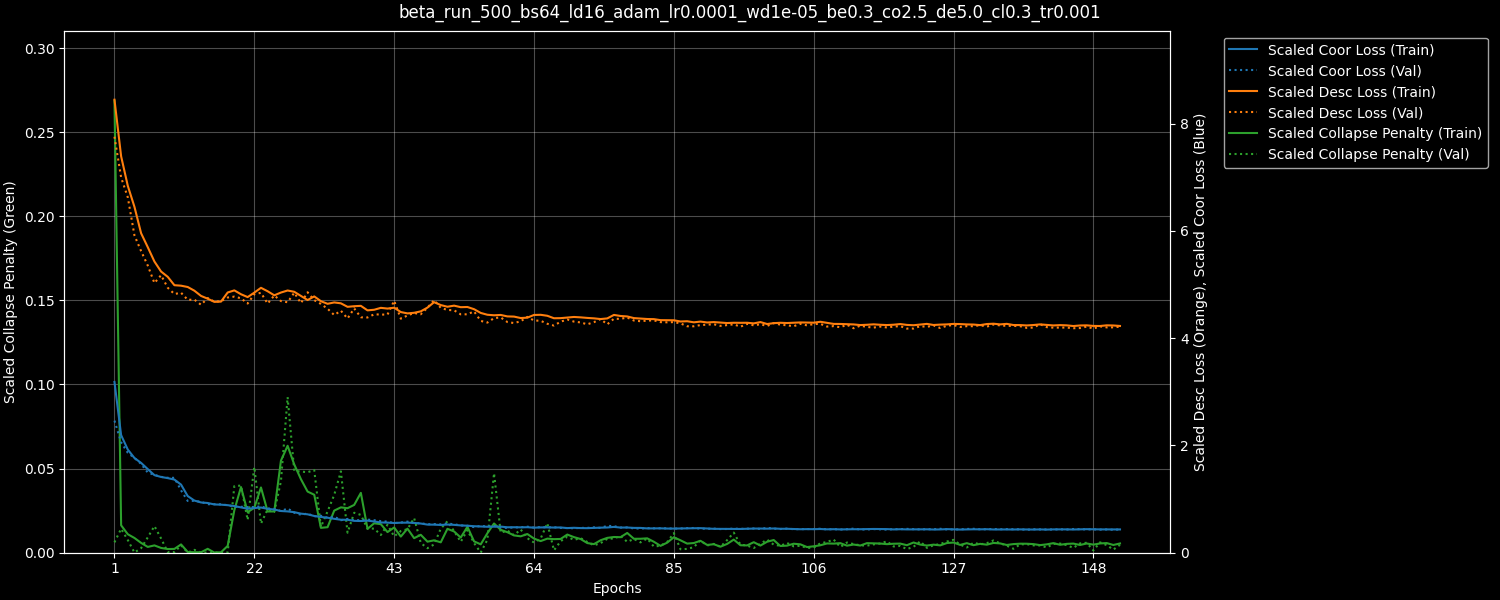 beta_run_500_bs64_ld16_adam_lr0.0001_wd1e-05_be0.3_co2.5_de5.0_cl0.3_tr0.001
Scaled Collapse Penalty (Green)
0.30
0.25
0.20
0.15
0.10
0.05
0.00
1
22
43
64
85
106
127
148
Epochs
8
6
4
2
0
Scaled Desc Loss (Orange), Scaled Coor Loss (Blue)
Scaled Coor Loss (Train)
Scaled Coor Loss (Val)
Scaled Desc Loss (Train)
Scaled Desc Loss (Val)
Scaled Collapse Penalty (Train)
Scaled Collapse Penalty (Val)